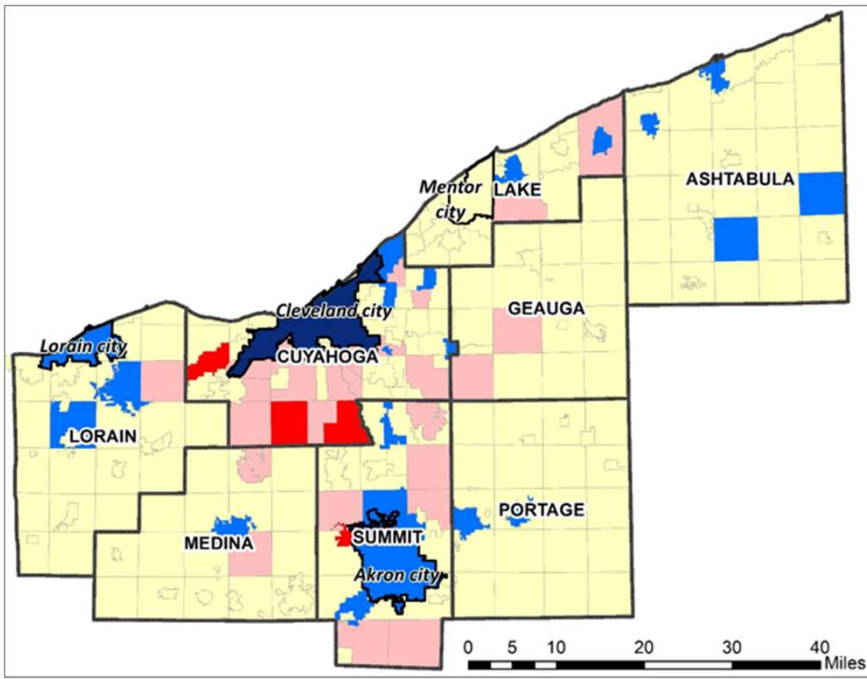 Mentor
city
LAKE
ASHTABULA
GEAUGA
Cleveland city
Lorain city
CUYAHOGA
LORAIN
PORTAGE
MEDINA
SUMMIT
Akron city
0 5 10 20 30 40
Miles